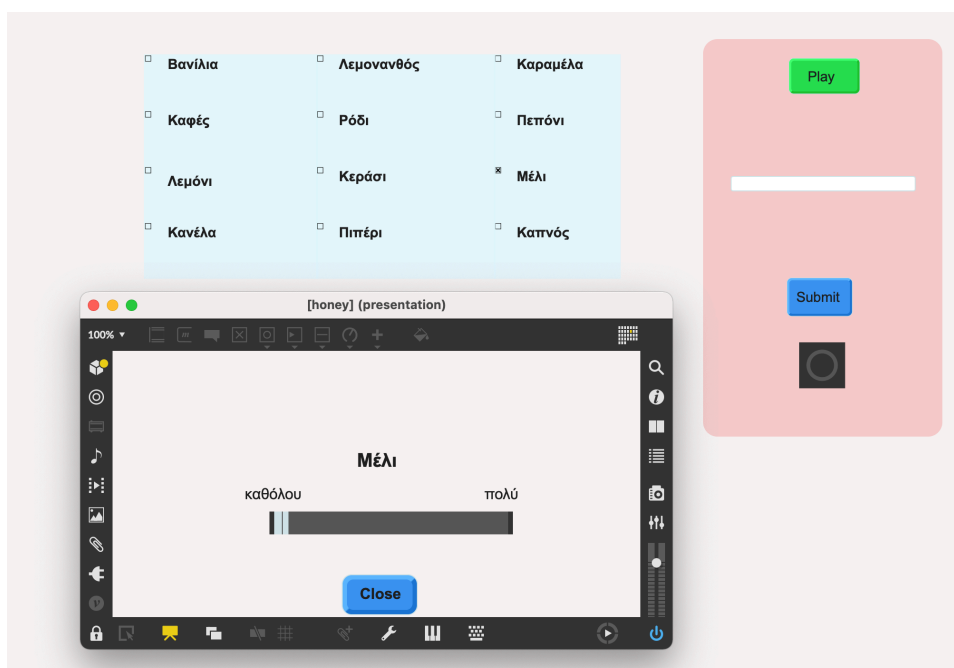 Βανίλια Λεμονανθός Καραμέλα
Play
Καφές Ρόδι Πεπόνι
Λεμόνι Κεράσι Μέλι
Κανέλα Πιπέρι Καπνός
Submit
[honey] (presentation)
100%
Μέλι
καθόλου πολύ
Close